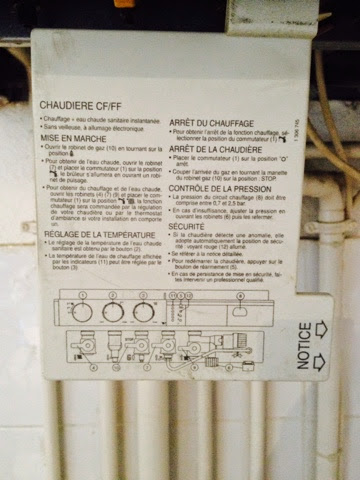 CHAUDIERE CF/FF
• Chauffage + eau chaude sanitaire instantanée.
• Sans veilleuse, à allumage électronique.
MISE EN MARCHE
• Ouvrir le robinet de gaz (10) en tournant sur la
position
• Pour obtenir de l'eau chaude, ouvrir le robinet
(2) et placer le commutateur (1) sur la position
le brûleur s'allumera en ouvrant un robi-
net de puisage.
• Pour obtenir du chauffage et de l'eau chaude,
ouvrir les robinets (4) (7) (9) et placer le com-
mutateur (1) sur la position le chauf-
fage sera commandé par la régulation
de votre chaudière ou par le thermostat
d'ambiance si votre installation en comporte
un.
REGLAGE DE LA TEMPÉRATURE
• Le réglage de la température de l'eau chaude
sanitaire est obtenu par le bouton (2).
• La température de l'eau de chauffage affichée
par les indicateurs (11) peut être réglée par le
bouton (3)
ARRÊT DU CHAUFFAGE
• Pour obtenir l'arrêt de la fonction chauffage, sé-
lectionner la position du commutateur (1)
ARRÊT DE LA CHAUDIÈRE
• Placer le commutateur (1) sur la position "O"
arrêt.
• Couper l'arrivée du gaz en tournant la manette
du robinet gaz (10) sur la position : STOP.
CONTRÔLE DE LA PRESSION
• La pression du circuit chauffage (8) doit être
comprise entre 0,7 et 2,5 bar.
• En cas d'insuffisance, ajuster la pression en
ouvrant les robinets (6) puis les refermer.
SÉCURITÉ
• Si la chaudière détecte une anomalie, elle
adopte automatiquement la position de sécu-
rité : voyant rouge (12) allumé.
• Se référer à la notice détaillée.
• Pour redémarrer la chaudière, appuyer sur le
bouton de réarmement (5).
• En cas de persistance de mise en sécurité, fai-
tes intervenir un professionnel qualifié.
NOTICE